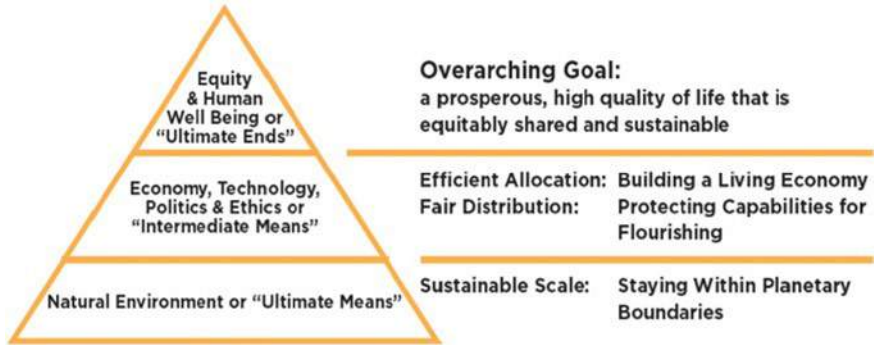 Equity
& Human
Well Being or
“Ultimate Ends”
Overarching Goal:
a prosperous, high quality of life that is
equitably shared and sustainable
Economy, Technology,
Politics & Ethics or
“Intermediate Means”
Efficient Allocation: Building a Living Economy
Fair Distribution: Protecting Capabilities for
Flourishing
Natural Environment or “Ultimate Means”
Sustainable Scale: Staying Within Planetary
Boundaries